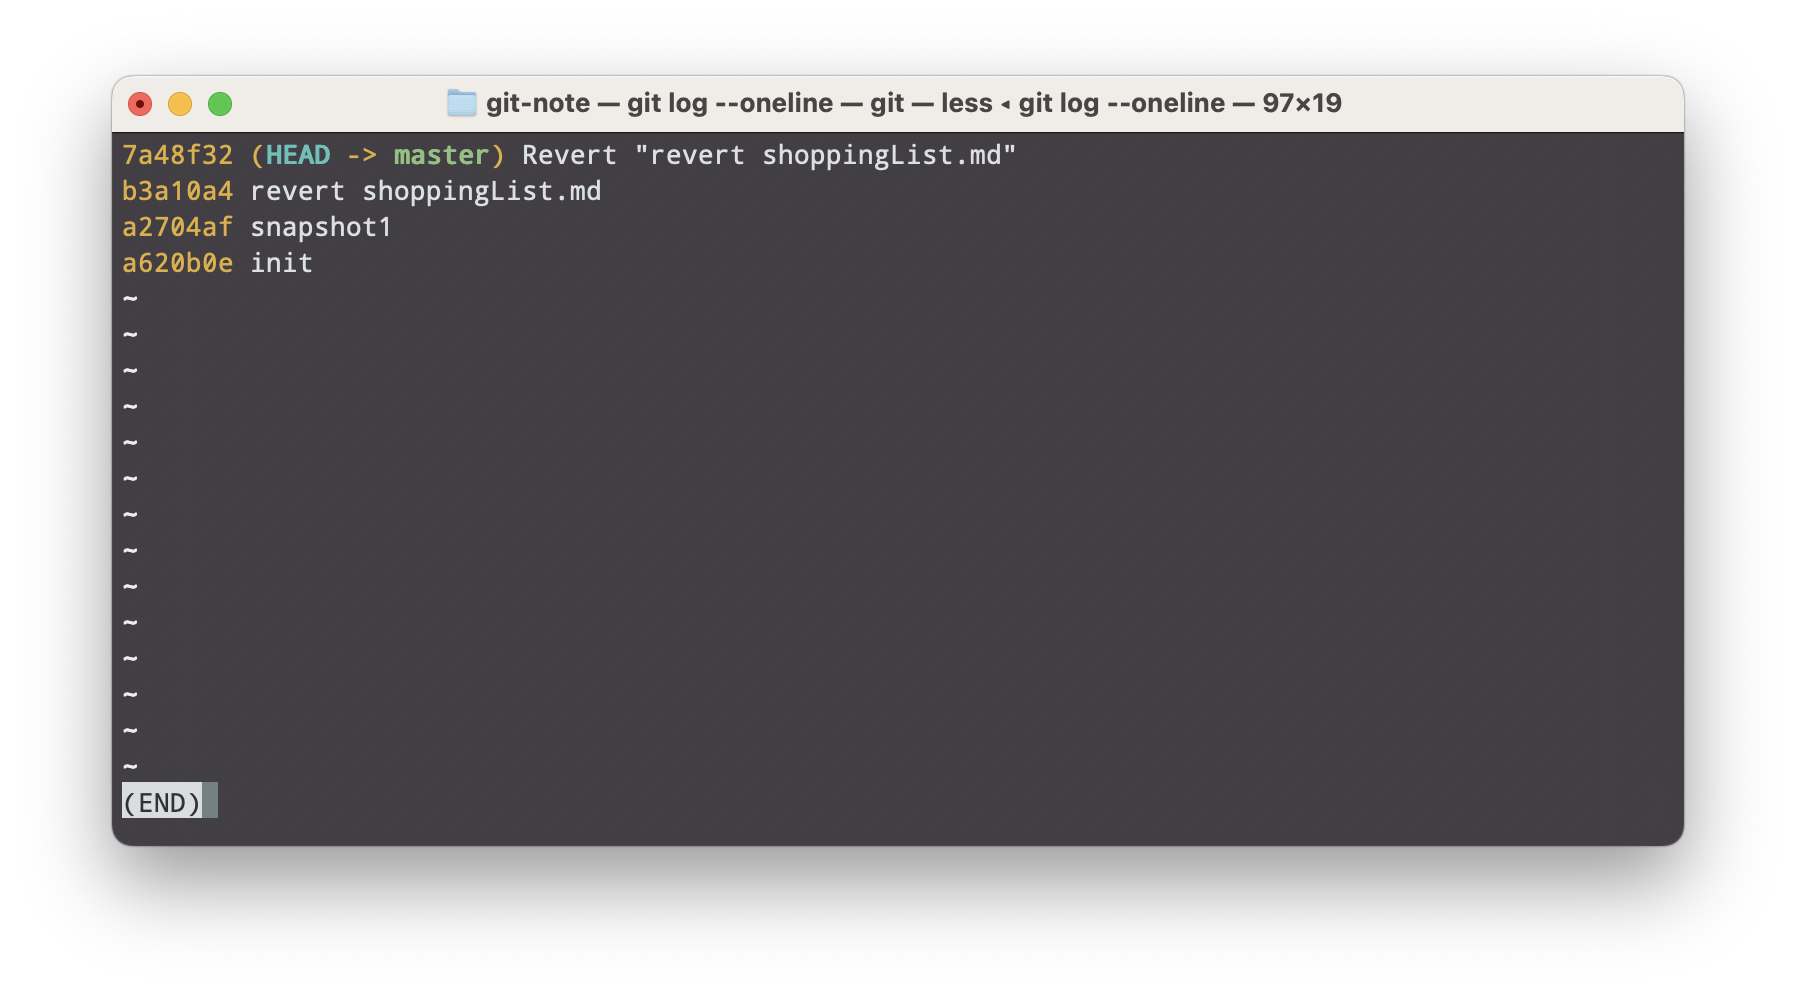 git-note — git log --oneline — git — less ◂ git log --oneline — 97×19
7a48f32 (HEAD -> master) Revert "revert shoppingList.md"
b3a10a4 revert shoppingList.md
a2704af snapshot1
a620b0e init
~
~
~
~
~
~
~
~
~
~
~
~
~
~
(END)